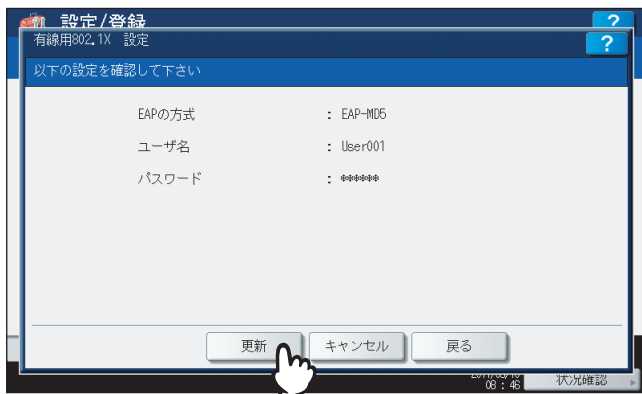 設定/登録
?
有線用802.1X 設定
?
以下の設定を確認して下さい
EAPの方式 : EAP-MD5
ユーザ名 : User001
パスワード : ******
更新
キャンセル
戻る
08 : 46
状況確認